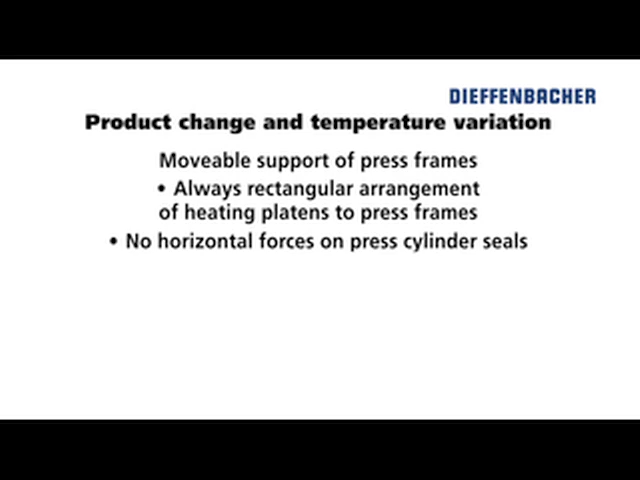 DIEFFENBACHER
Product change and temperature variation
Moveable support of press frames
• Always rectangular arrangement
of heating platens to press frames
• No horizontal forces on press cylinder seals